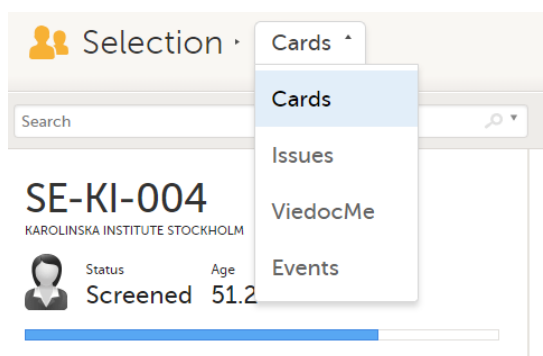 Selection
Cards
Cards
Search
Issues
SE-KI-004
KAROLINSKA INSTITUTE STOCKHOLM
ViedocMe
Status Age
Screened 51.2
Events